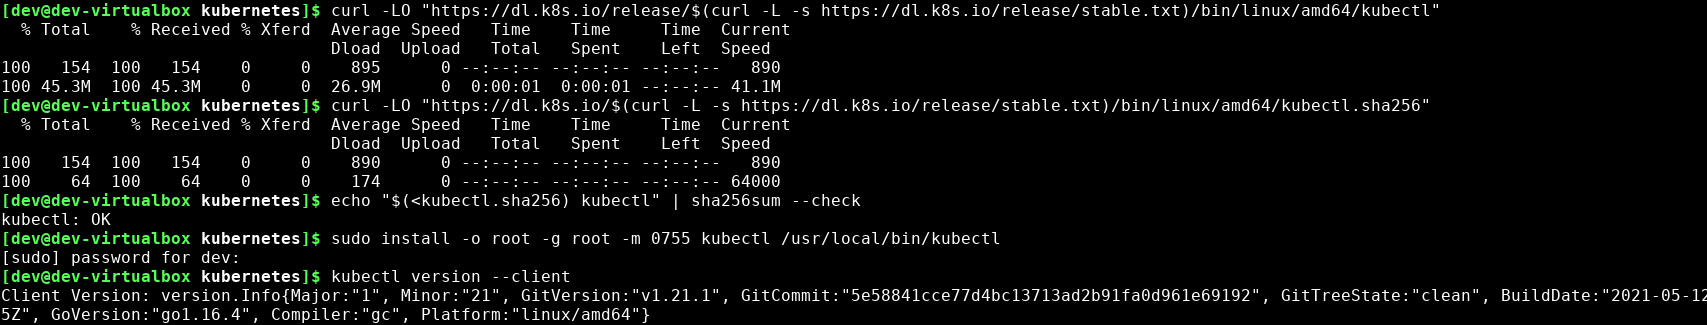 [dev@dev-virtualbox kubernetes]$ curl -LO "https://dl.k8s.io/release/$(curl -L -s https://dl.k8s.io/release/stable.txt)/bin/linux/amd64/kubectl"
  % Total    % Received % Xferd  Average Speed   Time    Time     Time  Current
                                 Dload  Upload   Total   Spent    Left  Speed
100   154  100   154    0     0    895      0 --:--:-- --:--:-- --:--:--   890
100 45.3M  100 45.3M    0     0  26.9M      0  0:00:01  0:00:01 --:--:-- 41.1M
[dev@dev-virtualbox kubernetes]$ curl -LO "https://dl.k8s.io/$(curl -L -s https://dl.k8s.io/release/stable.txt)/bin/linux/amd64/kubectl.sha256"
  % Total    % Received % Xferd  Average Speed   Time    Time     Time  Current
                                 Dload  Upload   Total   Spent    Left  Speed
100   154  100   154    0     0    890      0 --:--:-- --:--:-- --:--:--   890
100    64  100    64    0     0    174      0 --:--:-- --:--:-- --:--:-- 64000
[dev@dev-virtualbox kubernetes]$ echo "$(<kubectl.sha256) kubectl" | sha256sum --check
kubectl: OK
[dev@dev-virtualbox kubernetes]$ sudo install -o root -g root -m 0755 kubectl /usr/local/bin/kubectl
[sudo] password for dev:
[dev@dev-virtualbox kubernetes]$ kubectl version --client
Client Version: version.Info{Major:"1", Minor:"21", GitVersion:"v1.21.1", GitCommit:"5e58841cce77d4bc13713ad2b91fa0d961e69192", GitTreeState:"clean", BuildDate:"2021-05-12
5Z", GoVersion:"go1.16.4", Compiler:"gc", Platform:"linux/amd64"}